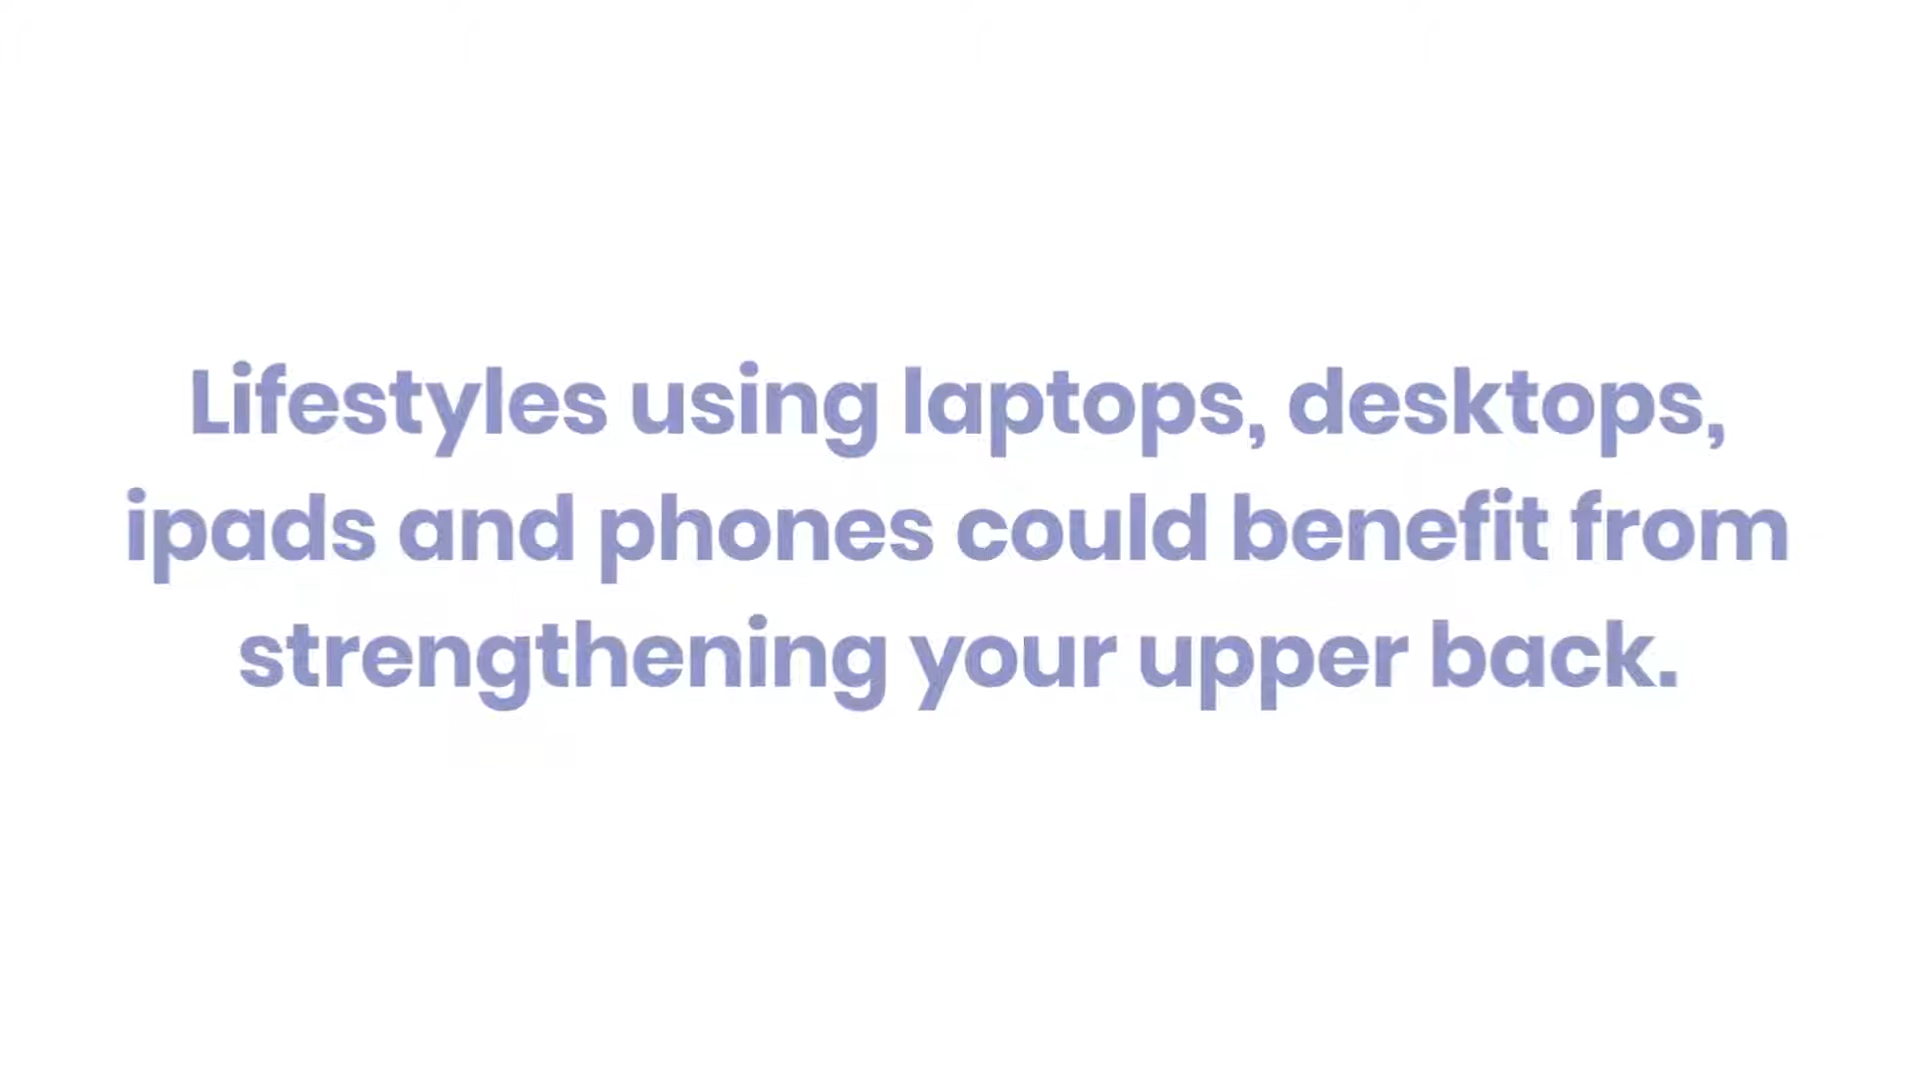 Lifestyles using laptops, desktops,
ipads and phones could benefit from
strengthening your upper back.